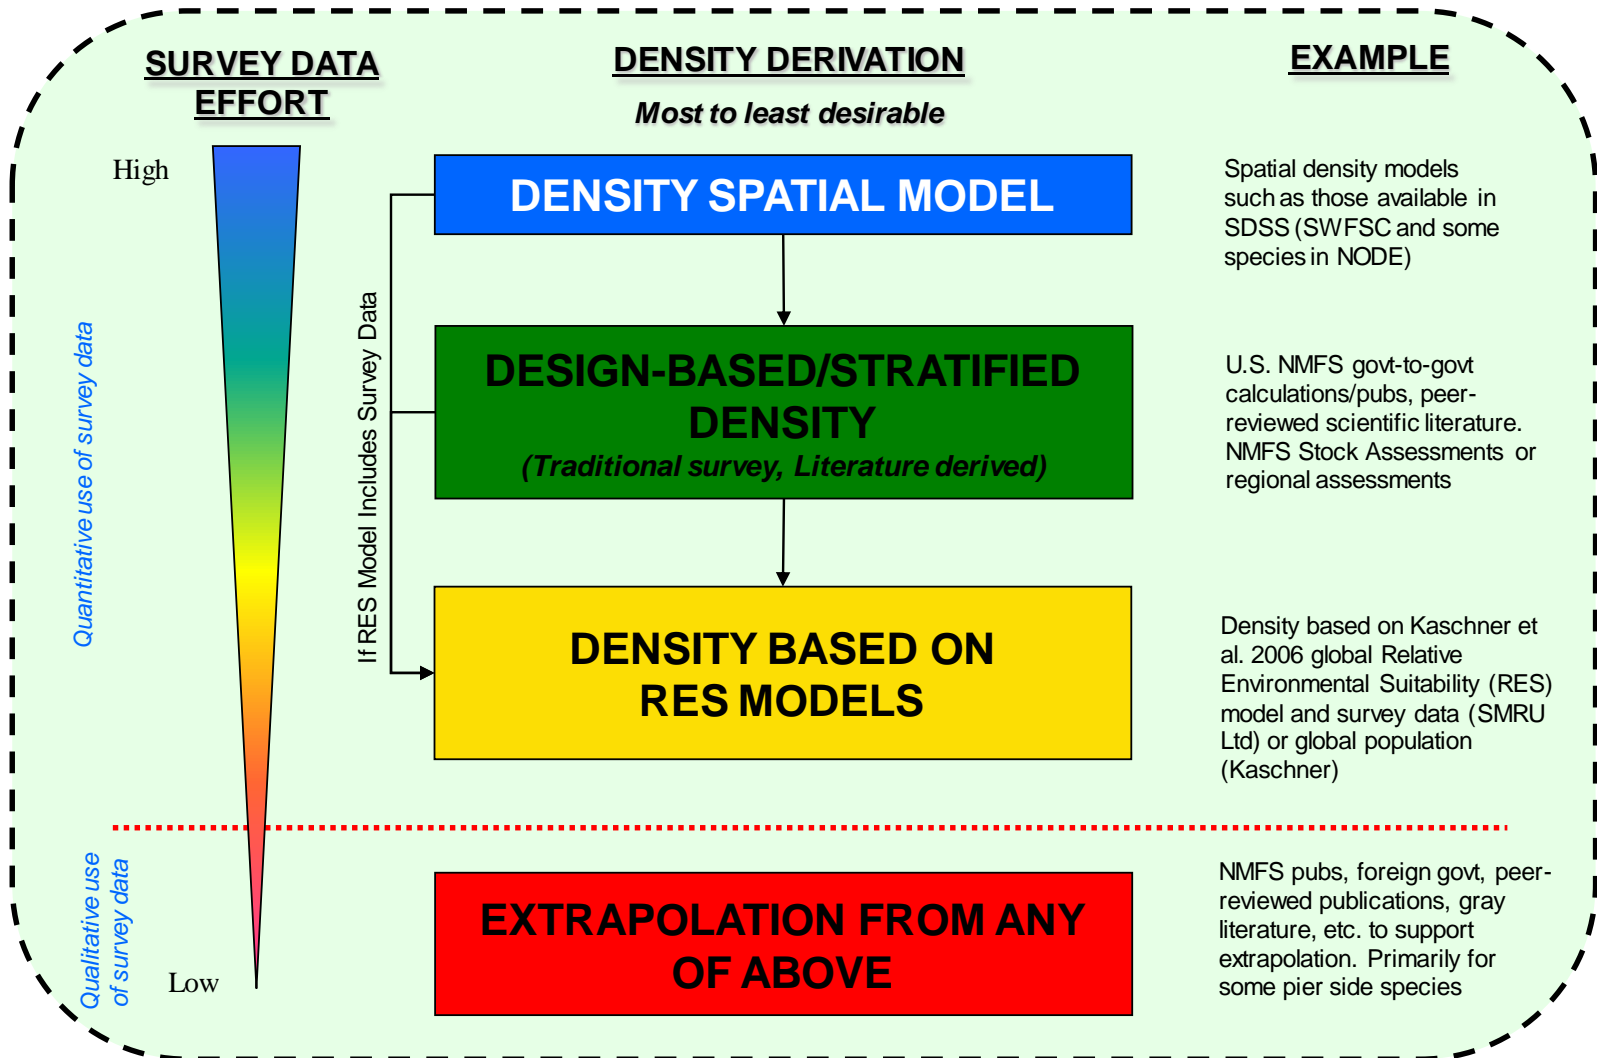 SURVEY DATA
EFFORT
DENSITY DERIVATION
Most to least desirable
EXAMPLE
High
DENSITY SPATIAL MODEL
Spatial density models
such as those available in
SDSS (SWFSC and some
species in NODE)
Quantitative use of survey data
If RES Model Includes Survey Data
DESIGN-BASED/STRATIFIED
DENSITY
(Traditional survey, Literature derived)
U.S. NMFS govt-to-govt
calculations/pubs, peer-
reviewed scientific literature.
NMFS Stock Assessments or
regional assessments
DENSITY BASED ON
RES MODELS
Density based on Kaschner et
al. 2006 global Relative
Environmental Suitability (RES)
model and survey data (SMRU
Ltd) or global population
(Kaschner)
Qualitative use
of survey data
Low
EXTRAPOLATION FROM ANY
OF ABOVE
NMFS pubs, foreign govt, peer-
reviewed publications, gray
literature, etc. to support
extrapolation. Primarily for
some pier side species